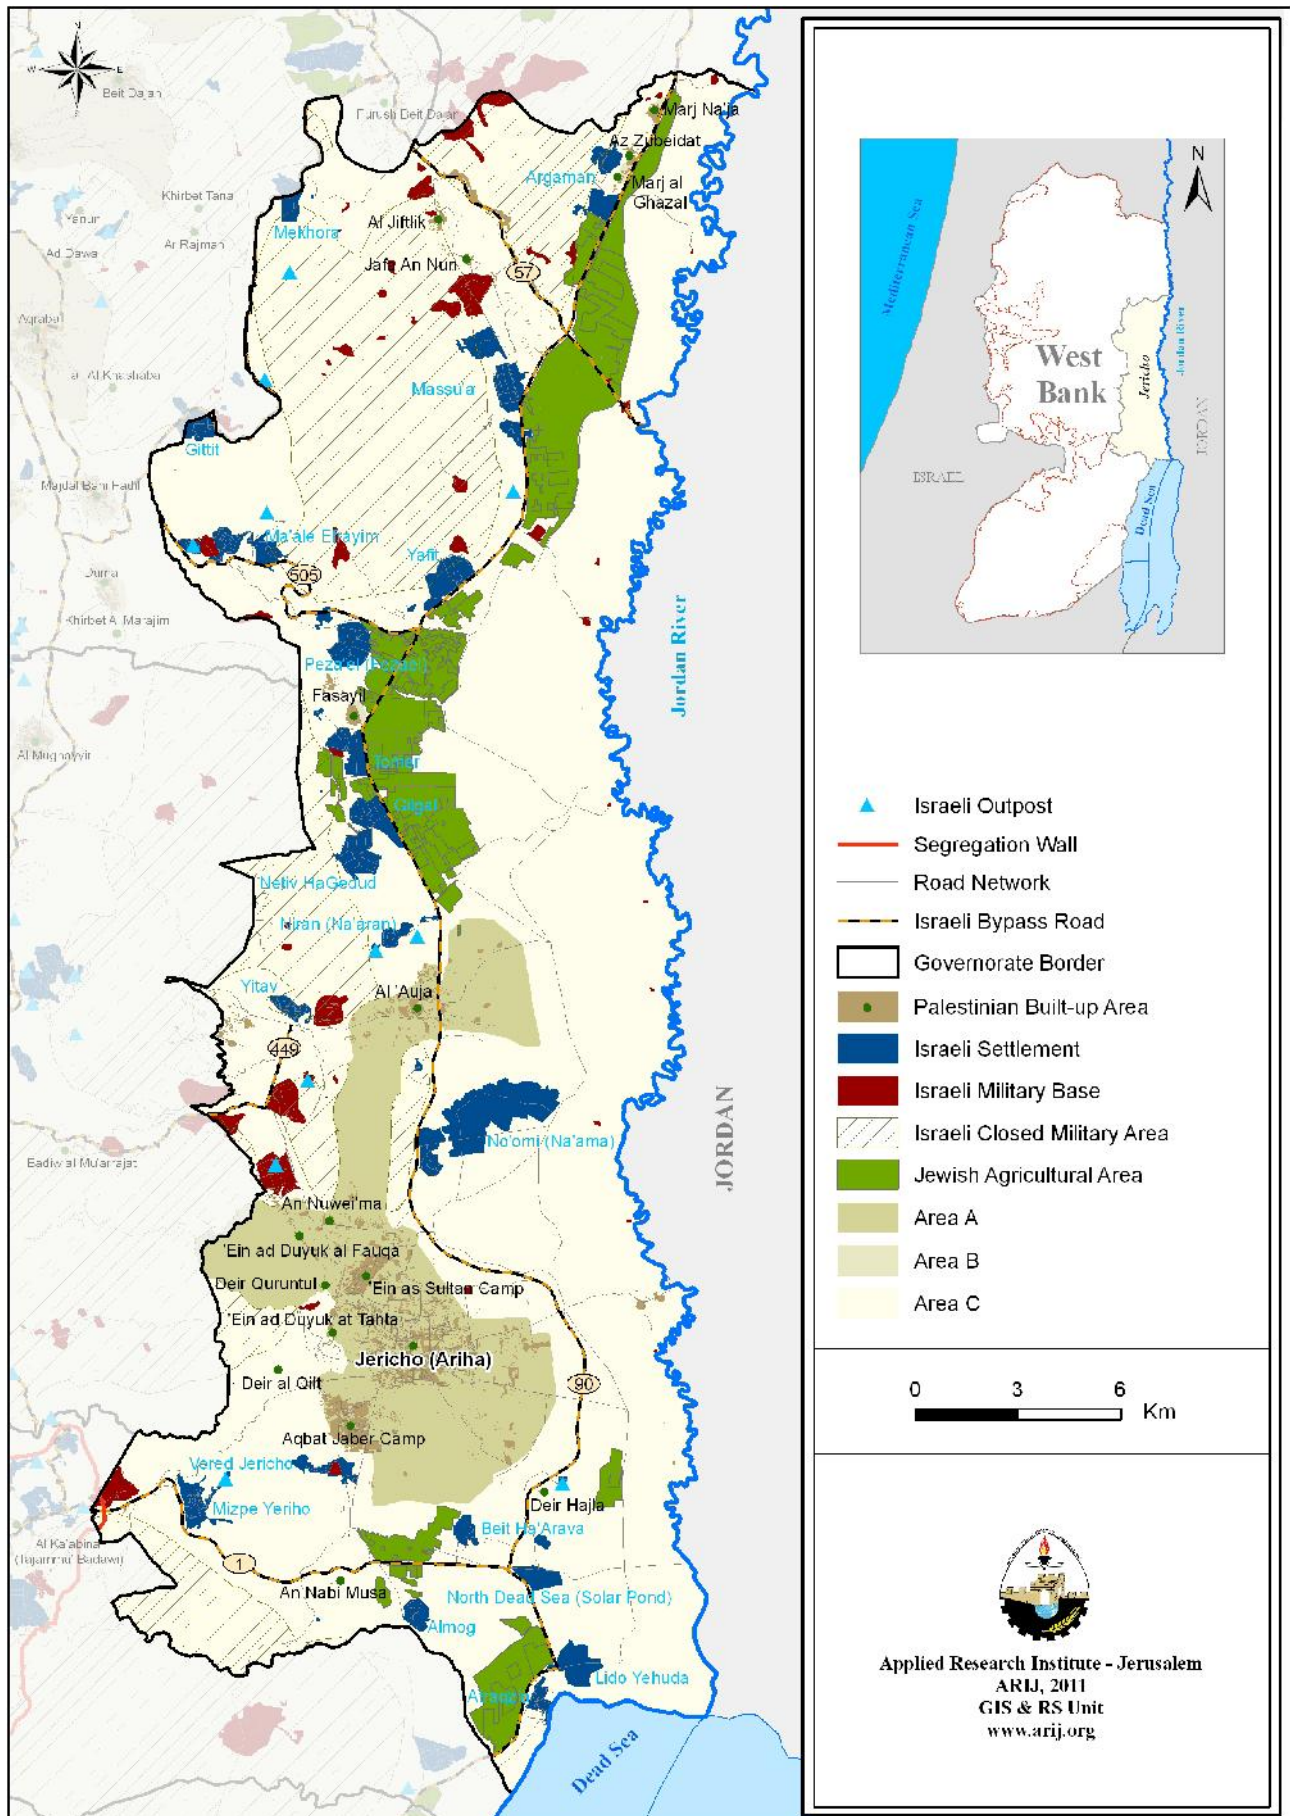 N
W
E
Beit Dajan
Furush Beit Dajan
Marj Na'ja
Az Zubeidat
Argaman
Marj al
Ghazal
Khirbet Tana
Yanun
Mekhora
Al Jiftlik
Ar Rajman
Ad Dawa
Jafa An Nun
57
Aqraba
Massu'a
Gittit
Majdal Bani Fadil
Ma'ale Efrayim
Yafit
505
Duma
Khirbet Al Marajim
Jordan River
Peza'el (Fazael)
Fasayil
Al Mughayyir
Tomer
Gilgal
Netiv HaGedud
Niran (Na'aran)
Yitav
Al 'Auja
449
JORDAN
No'omi (Na'ama)
Badiw al Mu'arrajat
An Nuwei'ma
'Ein ad Duyuk al Fauqa
Deir Quruntul
'Ein as Sultan Camp
'Ein ad Duyuk at Tahta
Jericho (Ariha)
Deir al Qilt
90
Aqbat Jaber Camp
Vered Jericho
Mizpe Yeriho
Deir Hajla
Beit Ha'Arava
Al Ka'abina
(Tajammu' Badawi)
1
An Nabi Musa
North Dead Sea (Solar Pond)
Almog
Lido Yehuda
Dead Sea
N
Mediterranean Sea
West
Bank
Jericho
Jordan River
JORDAN
ISRAEL
Dead Sea
Israeli Outpost
Segregation Wall
Road Network
Israeli Bypass Road
Governorate Border
Palestinian Built-up Area
Israeli Settlement
Israeli Military Base
Israeli Closed Military Area
Jewish Agricultural Area
Area A
Area B
Area C
0 3 6
Km
Applied Research Institute - Jerusalem
ARIJ, 2011
GIS & RS Unit
www.arij.org